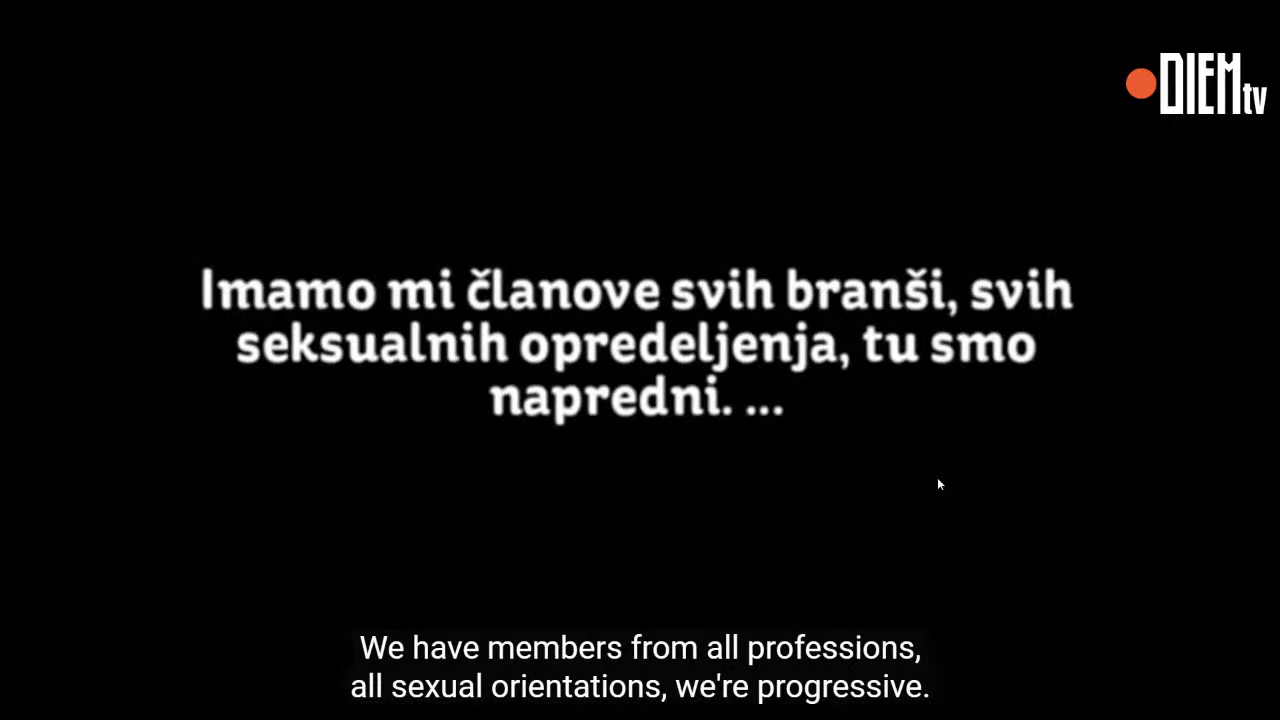 DIEMtv
Imamo mi članove svih branši, svih
seksualnih opredeljenja, tu smo
napredni. ...
We have members from all professions,
all sexual orientations, we're progressive.